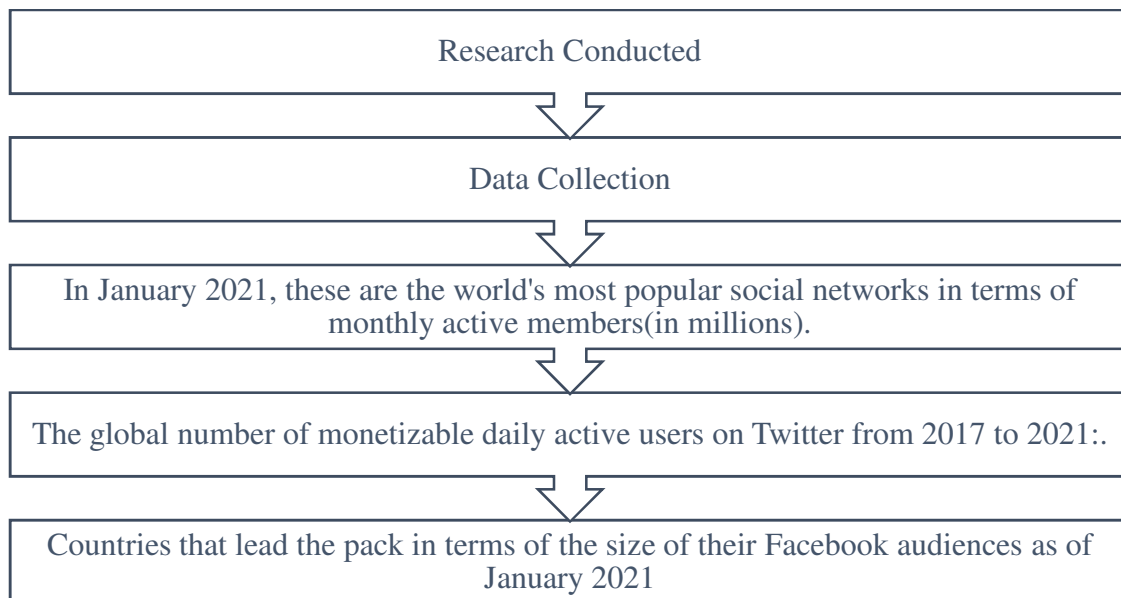 Research Conducted
Data Collection
In January 2021, these are the world's most popular social networks in terms of
monthly active members(in millions).
The global number of monetizable daily active users on Twitter from 2017 to 2021:.
Countries that lead the pack in terms of the size of their Facebook audiences as of
January 2021